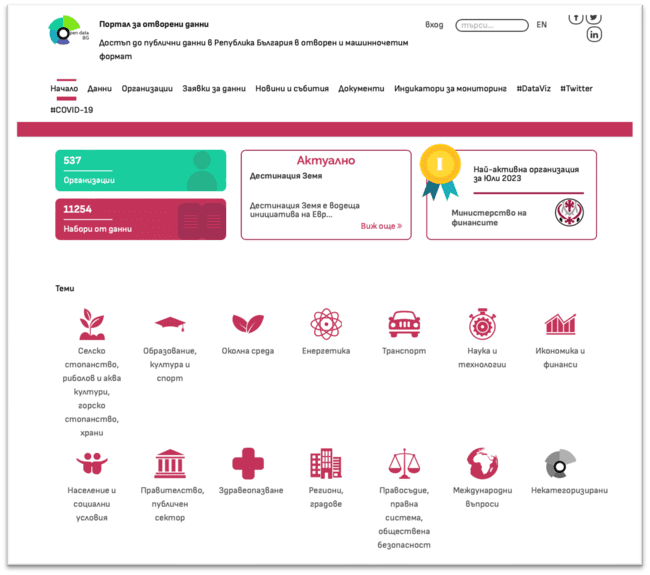 Портал за отворени данни
pen data
BG
Достъп до публични данни в Република България в отворен и машинночетим
формат
вход
търси...
EN
Начало Данни Организации Заявки за данни Новини и събития Документи Индикатори за мониторинг #DataViz #Twitter
#COVID-19
537
Организации
11254
Набори от данни
Актуално
Дестинация Земя
Дестинация Земя е водеща
инициатива на Евр...
Виж още »
1
Най-активна организация
за Юли 2023
Министерство на
финансите
Теми
Селско
стопанство,
риболов и аква
култури,
горско
стопанство,
храни
Образование,
култура и
спорт
Околна среда
Енергетика
Транспорт
Наука и
технологии
Икономика и
финанси
Население и
социални
условия
Правителство,
публичен
сектор
Здравеопазване
Региони,
градове
Правосъдие,
правна
система,
обществена
безопасност
Международни
въпроси
Некатегоризирани